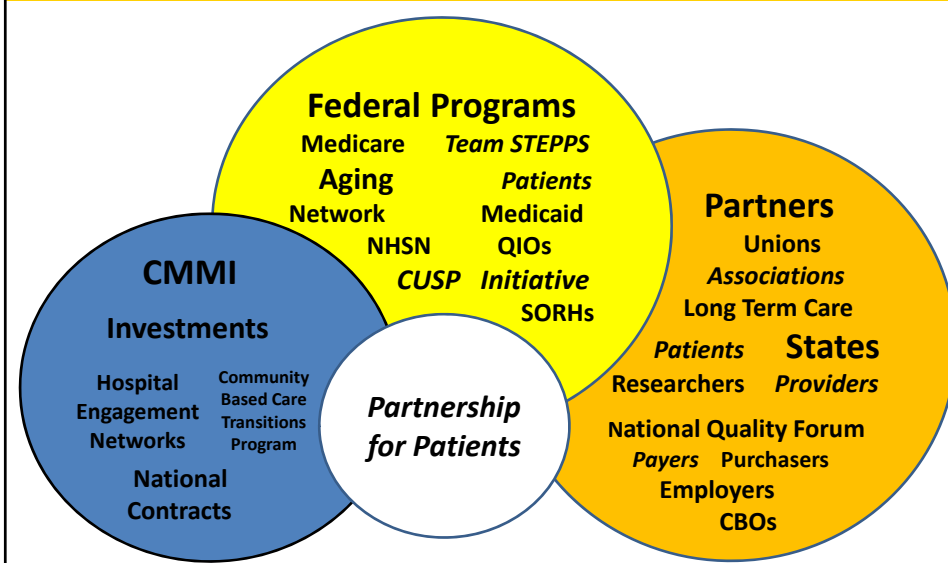 Federal Programs
Medicare Team STEPPS
Aging Patients
Network Medicaid
NHSN QIOs
CUSP Initiative
SORHs
CMMI
Investments
Hospital
Engagement
Networks
Community
Based Care
Transitions
Program
National
Contracts
Partnership
for Patients
Partners
Unions
Associations
Long Term Care
Patients States
Researchers Providers
National Quality Forum
Payers Purchasers
Employers
CBOs